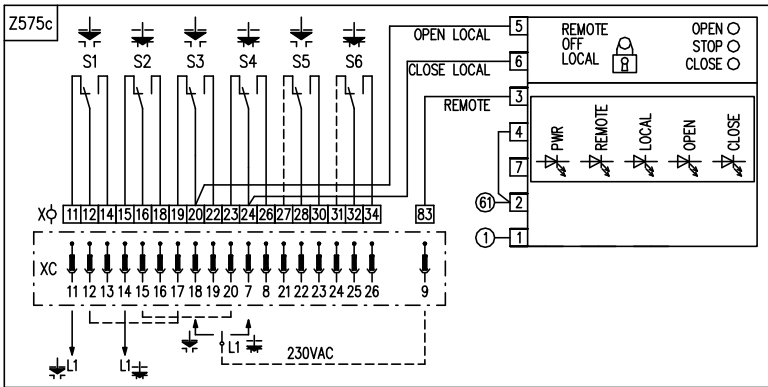 Z575c
S1 S2 S3 S4 S5 S6
OPEN LOCAL
CLOSE LOCAL
REMOTE
5
6
3
4
7
2
1
61
1
REMOTE
OFF
LOCAL
OPEN
STOP
CLOSE
PWR
REMOTE
LOCAL
OPEN
CLOSE
X 11 12 14 15 16 18 19 20 22 23 24 26 27 28 30 31 32 34 83
XC
11 12 13 14 15 16 17 18 19 20 7 8 21 22 23 24 25 26 9
L1 L1 L1
230VAC